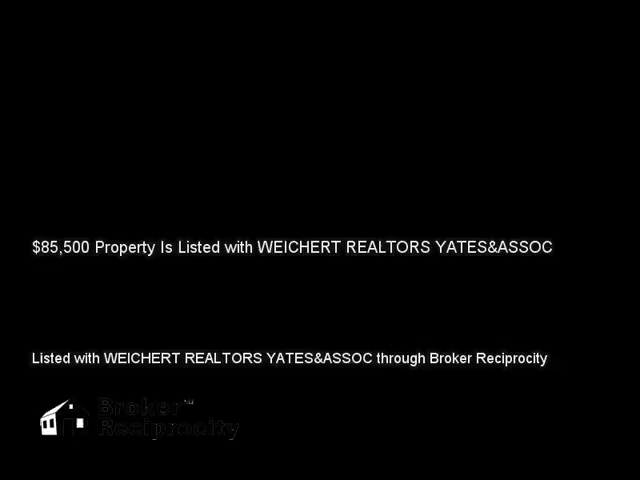 $85,500 Property Is Listed with WEICHERT REALTORS YATES&ASSOC
Listed with WEICHERT REALTORS YATES&ASSOC through Broker Reciprocity
Broker™
Reciprocity